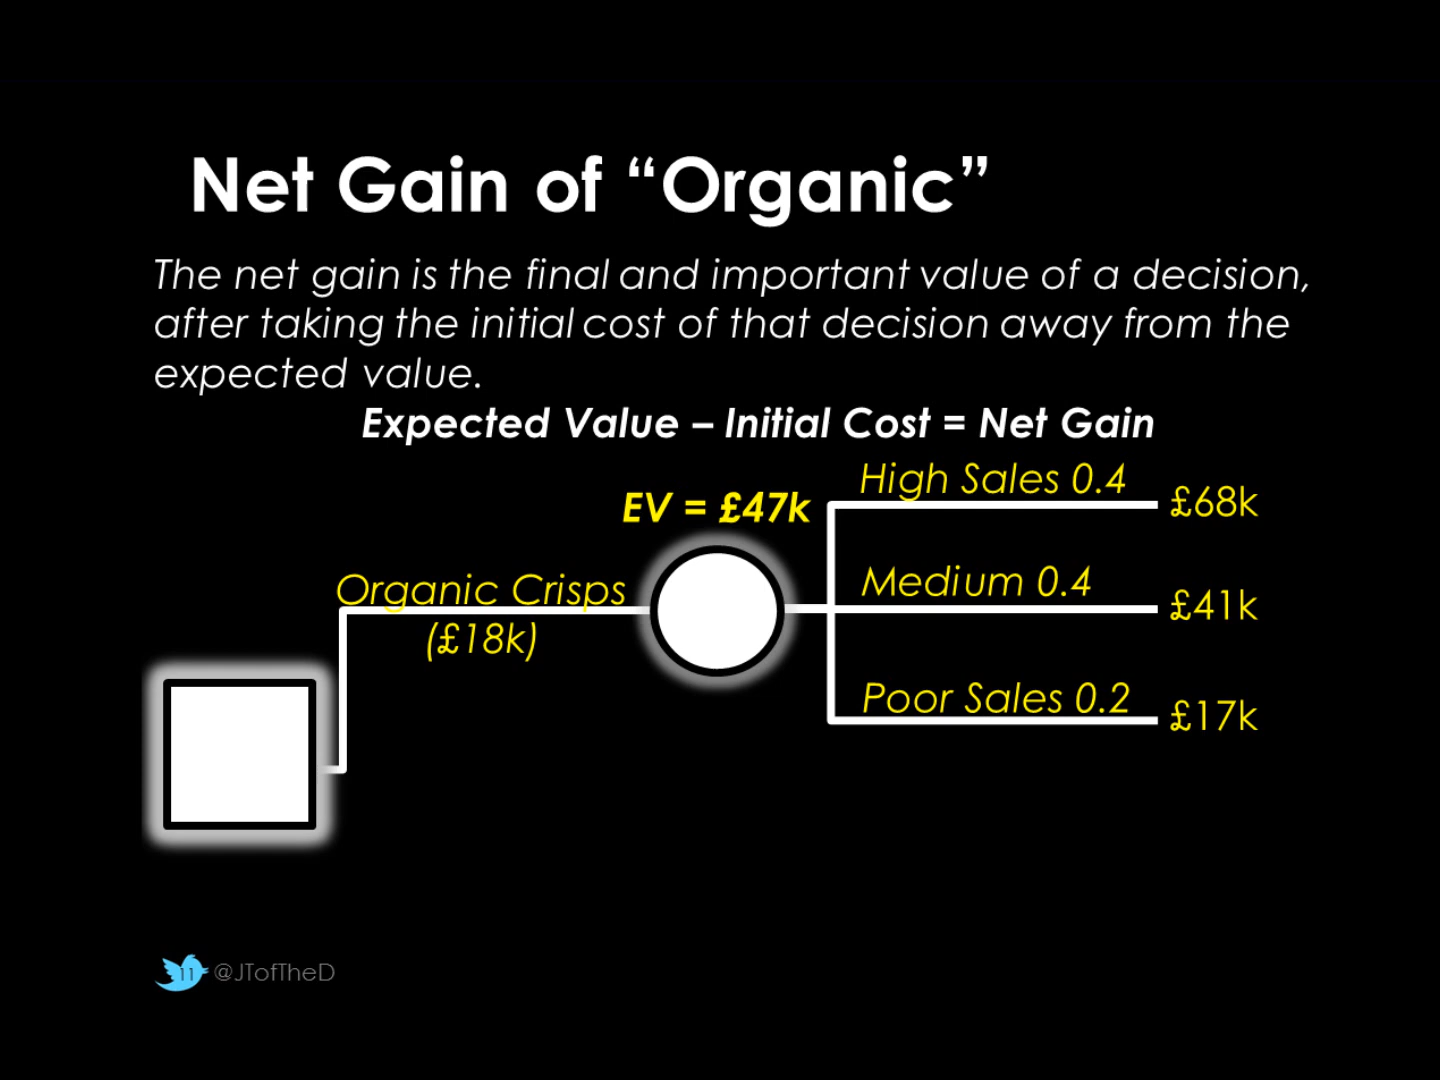 Net Gain of “Organic”
The net gain is the final and important value of a decision,
after taking the initial cost of that decision away from the
expected value.
Expected Value – Initial Cost = Net Gain
High Sales 0.4
£68k
EV = £47k
Organic Crisps
(£18k)
Medium 0.4
£41k
Poor Sales 0.2
£17k
11 @JTofTheD